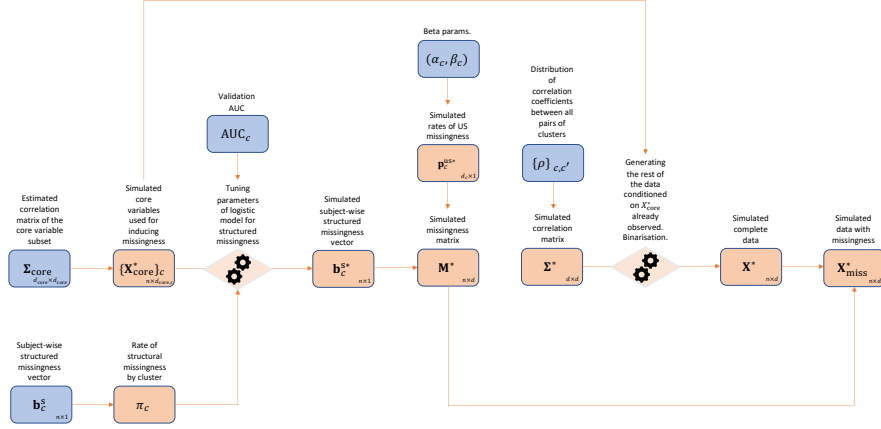 Beta params.
(α_c, β_c)
Distribution
of
correlation
coefficients
between all
pairs of
clusters
{ρ}_{c,c′}
Validation
AUC
AUC_c
Simulated
rates of US
missingness
p_c^{us*}
d_c×1
Estimated
correlation
matrix of the
core variable
subset
Σ_core
d_core×d_core
Simulated
core
variables
used for
inducing
missingness
{X*_core}_c
n×d_core,c
Tuning
parameters
of logistic
model for
structured
missingness
Simulated
subject-wise
structured
missingness
vector
b_c^{s*}
n×1
Simulated
missingness
matrix
M*
n×d
Simulated
correlation
matrix
Σ*
d×d
Generating
the rest of
the data
conditioned
on X*_core
already
observed.
Binarisation.
Simulated
complete
data
X*
n×d
Simulated
data with
missingness
X*_miss
n×d
Subject-wise
structured
missingness
vector
b_c^s
n×1
Rate of
structural
missingness
by cluster
π_c